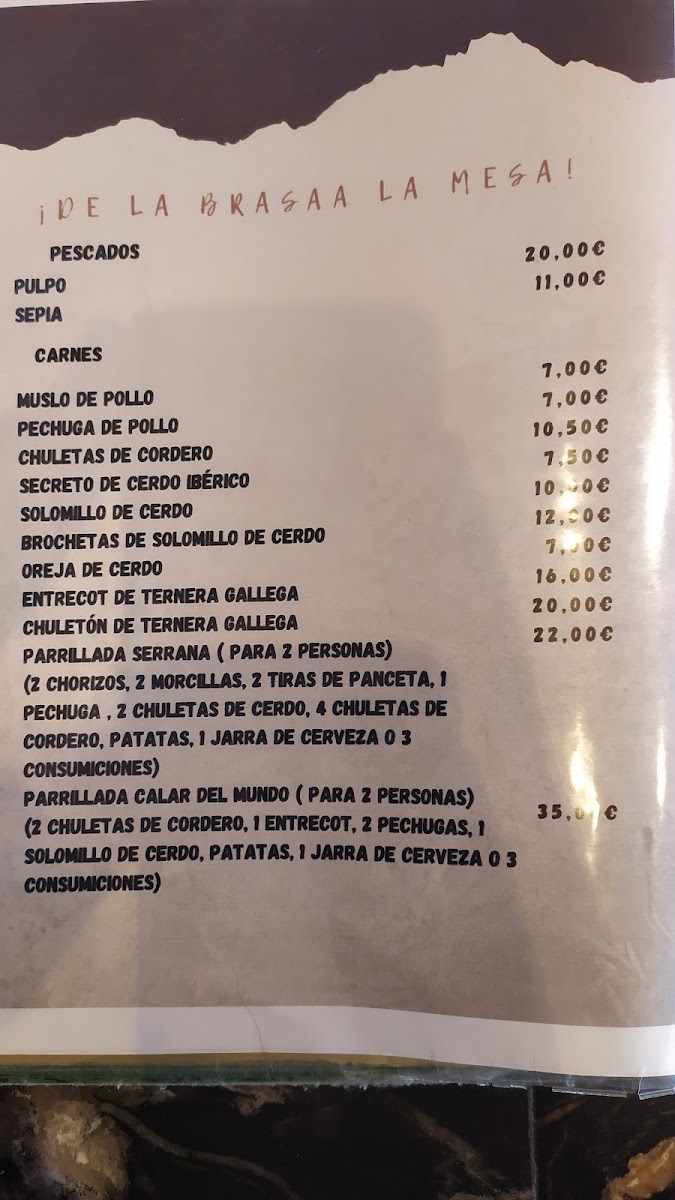 ¡DE LA BRASAA LA MESA!
PESCADOS
PULPO 20,00€
SEPIA 11,00€
CARNES
MUSLO DE POLLO 7,00€
PECHUGA DE POLLO 7,00€
CHULETAS DE CORDERO 10,50€
SECRETO DE CERDO IBÉRICO 7,50€
SOLOMILLO DE CERDO
BROCHETAS DE SOLOMILLO DE CERDO
OREJA DE CERDO
ENTRECOT DE TERNERA GALLEGA 16,00€
CHULETÓN DE TERNERA GALLEGA 20,00€
PARRILLADA SERRANA ( PARA 2 PERSONAS) 22,00€
(2 CHORIZOS, 2 MORCILLAS, 2 TIRAS DE PANCETA, 1
PECHUGA , 2 CHULETAS DE CERDO, 4 CHULETAS DE
CORDERO, PATATAS, 1 JARRA DE CERVEZA O 3
CONSUMICIONES)
PARRILLADA CALAR DEL MUNDO ( PARA 2 PERSONAS)
(2 CHULETAS DE CORDERO, 1 ENTRECOT, 2 PECHUGAS, 1
SOLOMILLO DE CERDO, PATATAS, 1 JARRA DE CERVEZA O 3
CONSUMICIONES)